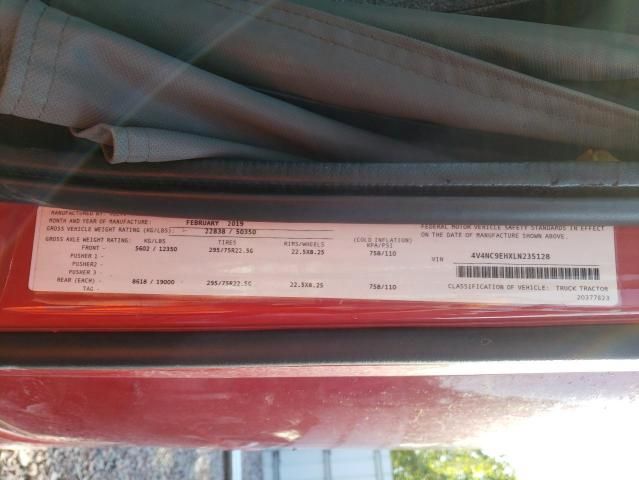 MANUFACTURED BY:
MONTH AND YEAR OF MANUFACTURE: FEBRUARY 2019
GROSS VEHICLE WEIGHT RATING (KG/LBS): 22838 / 50350
GROSS AXLE WEIGHT RATING: KG/LBS TIRES RIMS/WHEELS (COLD INFLATION) KPA/PSI
FRONT - 5602 / 12350 295/75R22.5G 22.5X8.25 758/110
PUSHER 1 -
PUSHER2 -
PUSHER 3 -
REAR (EACH) - 8618 / 19000 295/75R22.5G 22.5X8.25 758/110
TAG -
FEDERAL MOTOR VEHICLE SAFETY STANDARDS IN EFFECT
ON THE DATE OF MANUFACTURE SHOWN ABOVE.
VIN 4V4NC9EHXLN235128
CLASSIFICATION OF VEHICLE: TRUCK TRACTOR
20377823